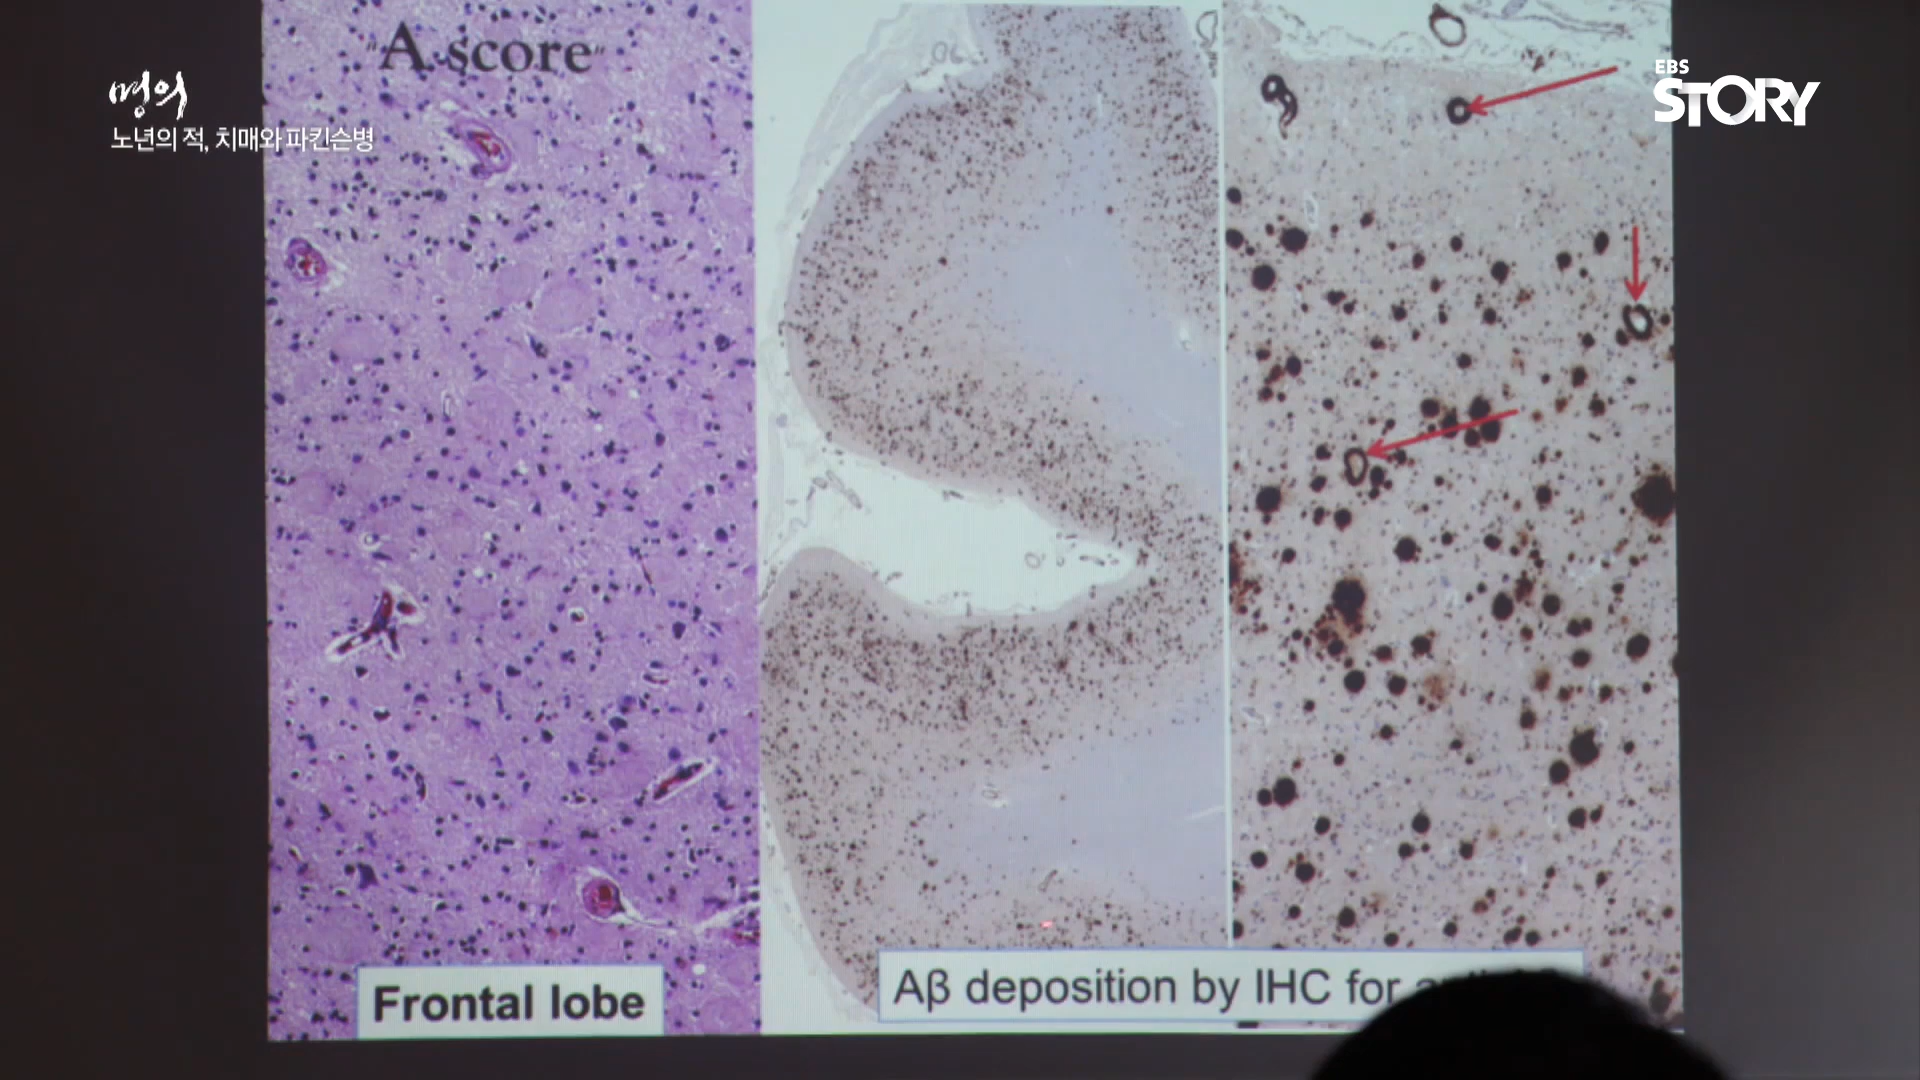 "A score"
명의
노년의 적, 치매와 파킨슨병
EBS
STORY
Frontal lobe
Aβ deposition by IHC for